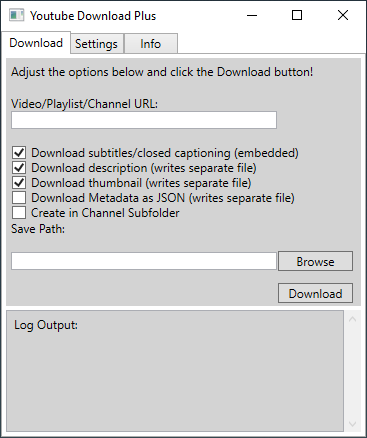 Youtube Download Plus
Download Settings Info
Adjust the options below and click the Download button!
Video/Playlist/Channel URL:
Download subtitles/closed captioning (embedded)
Download description (writes separate file)
Download thumbnail (writes separate file)
Download Metadata as JSON (writes separate file)
Create in Channel Subfolder
Save Path:
Browse
Download
Log Output: